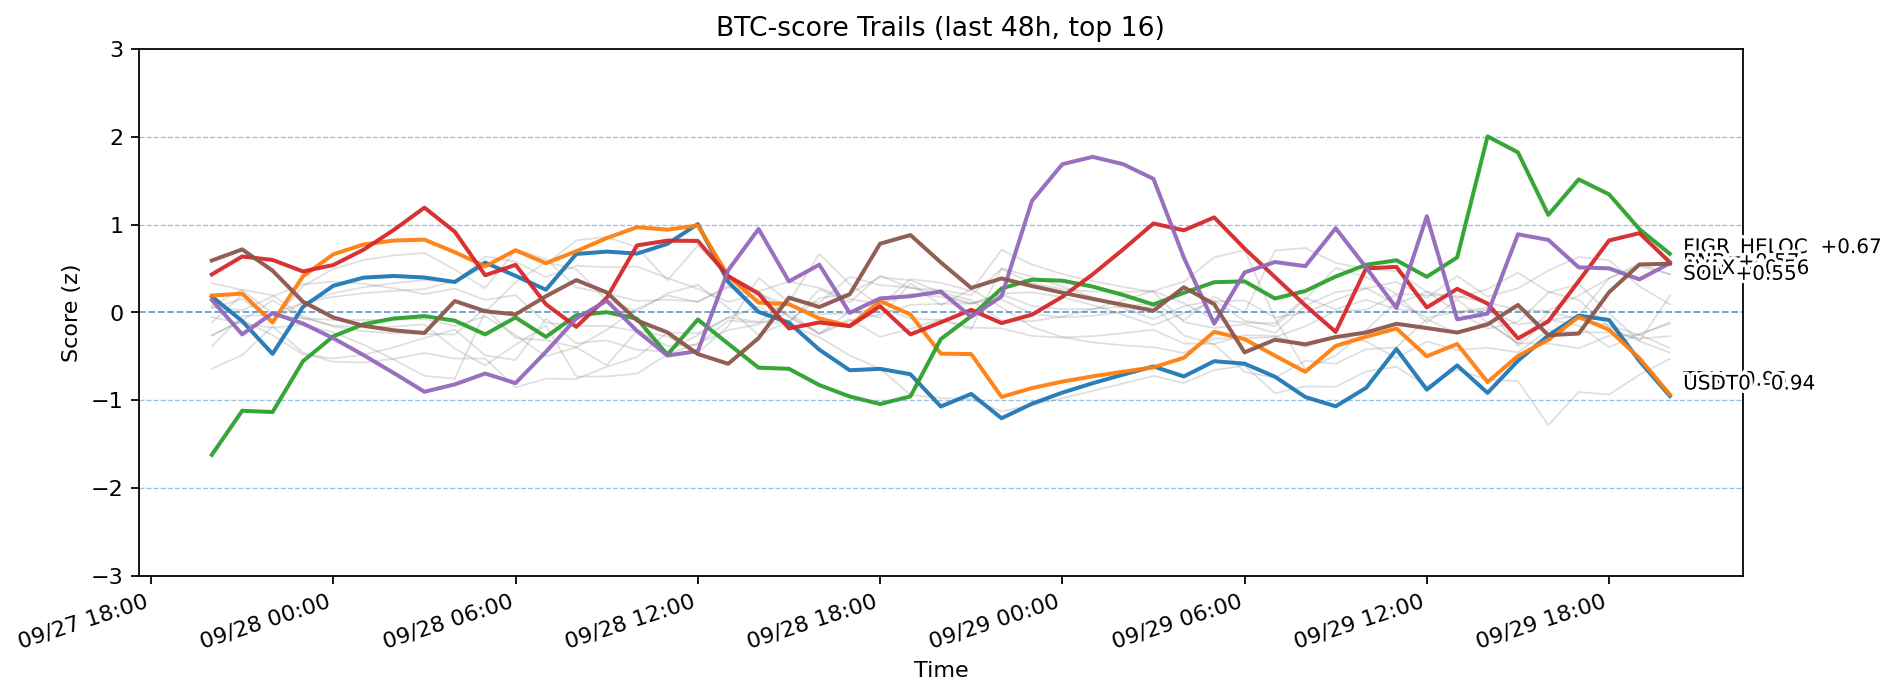 BTC-score Trails (last 48h, top 16)
Score (z)
3
2
1
0
−1
−2
−3
FIGR_HELOC +0.67
SOL +0.556
USDT0 -0.94
09/27 18:00
09/28 00:00
09/28 06:00
09/28 12:00
09/28 18:00
09/29 00:00
09/29 06:00
09/29 12:00
09/29 18:00
Time